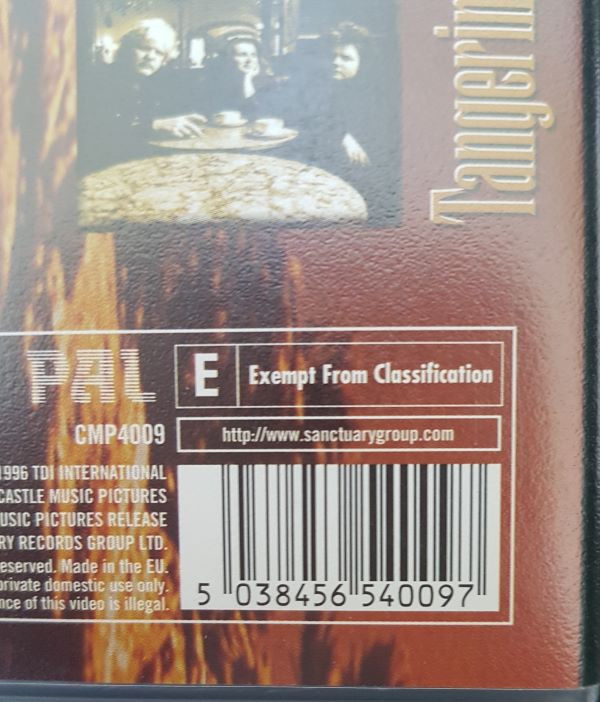 Tangerin
PAL
E Exempt From Classification
CMP4009
http://www.sanctuarygroup.com
1996 TDI INTERNATIONAL
CASTLE MUSIC PICTURES
USIC PICTURES RELEASE
RY RECORDS GROUP LTD.
eserved. Made in the EU.
private domestic use only.
nce of this video is illegal.
5 038456 540097